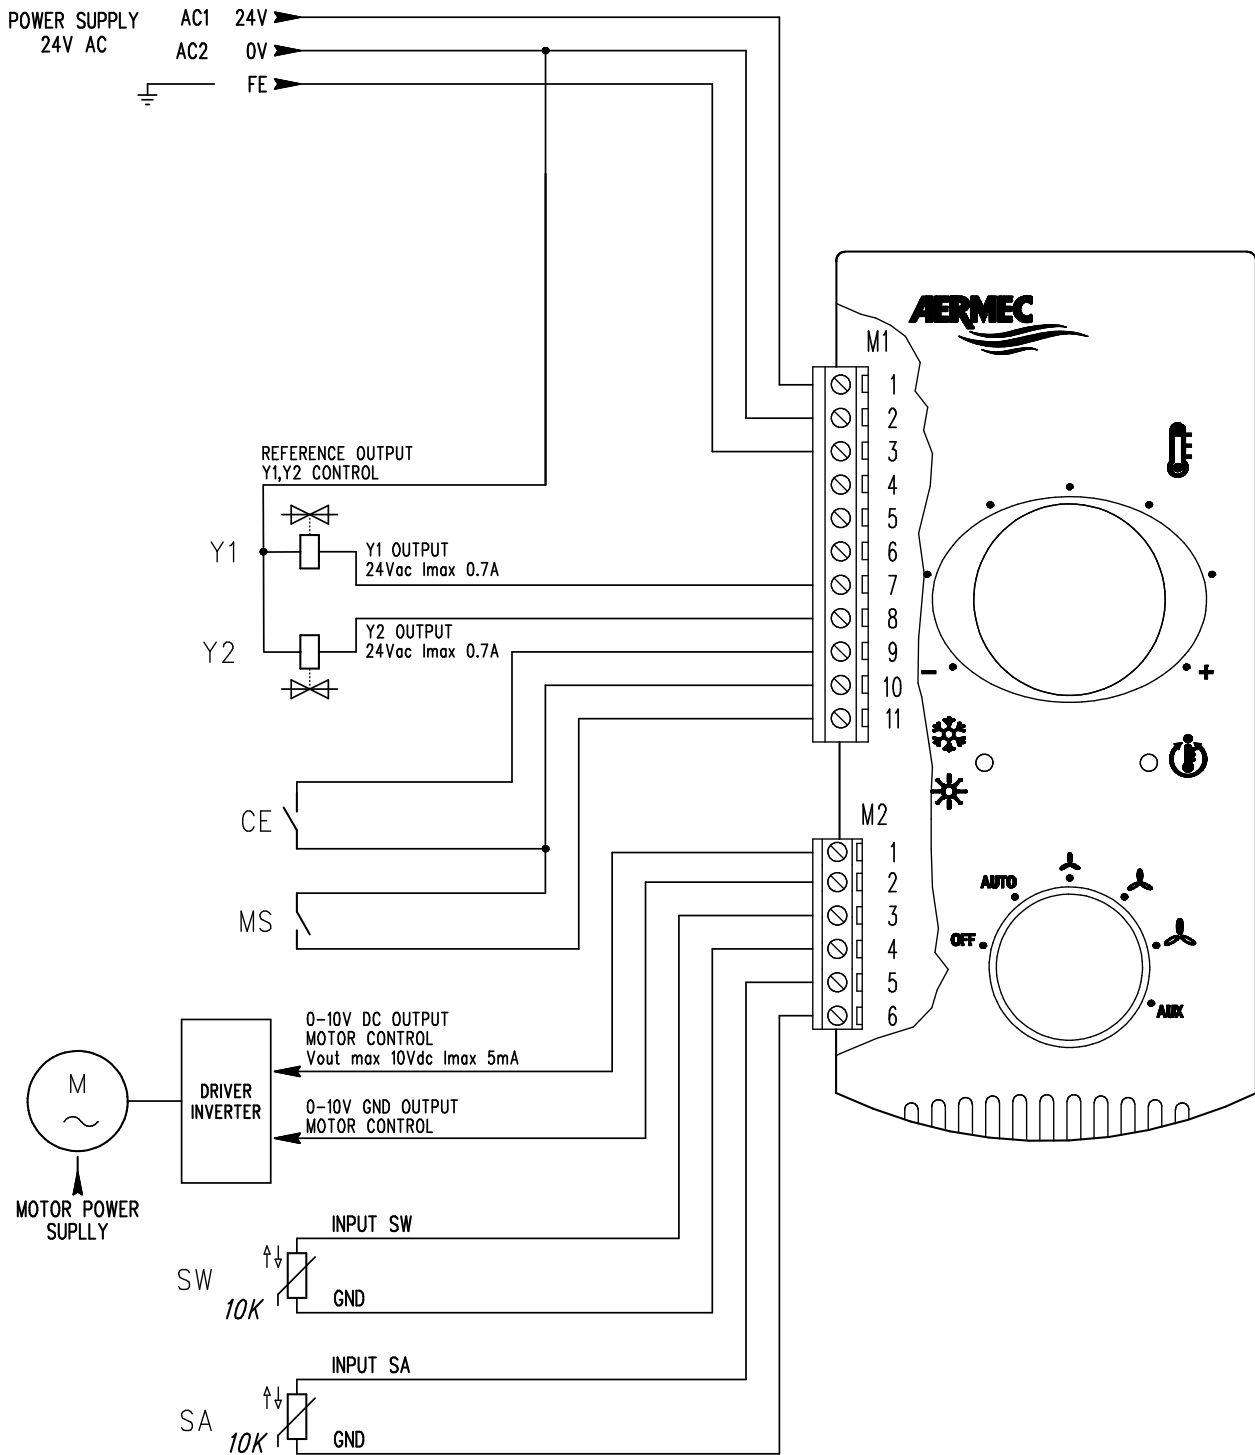 POWER SUPPLY
24V AC
AC1 24V
AC2 0V
FE
AERMEC
M1
1
2
3
4
5
6
7
8
9
10
11
REFERENCE OUTPUT
Y1,Y2 CONTROL
Y1
Y1 OUTPUT
24Vac Imax 0.7A
Y2
Y2 OUTPUT
24Vac Imax 0.7A
- +
CE
MS
M2
1
2
3
4
5
6
AUTO
OFF
AUX
0-10V DC OUTPUT
MOTOR CONTROL
Vout max 10Vdc Imax 5mA
0-10V GND OUTPUT
MOTOR CONTROL
M
DRIVER
INVERTER
MOTOR POWER
SUPLLY
INPUT SW
SW
10K
GND
INPUT SA
SA
10K
GND